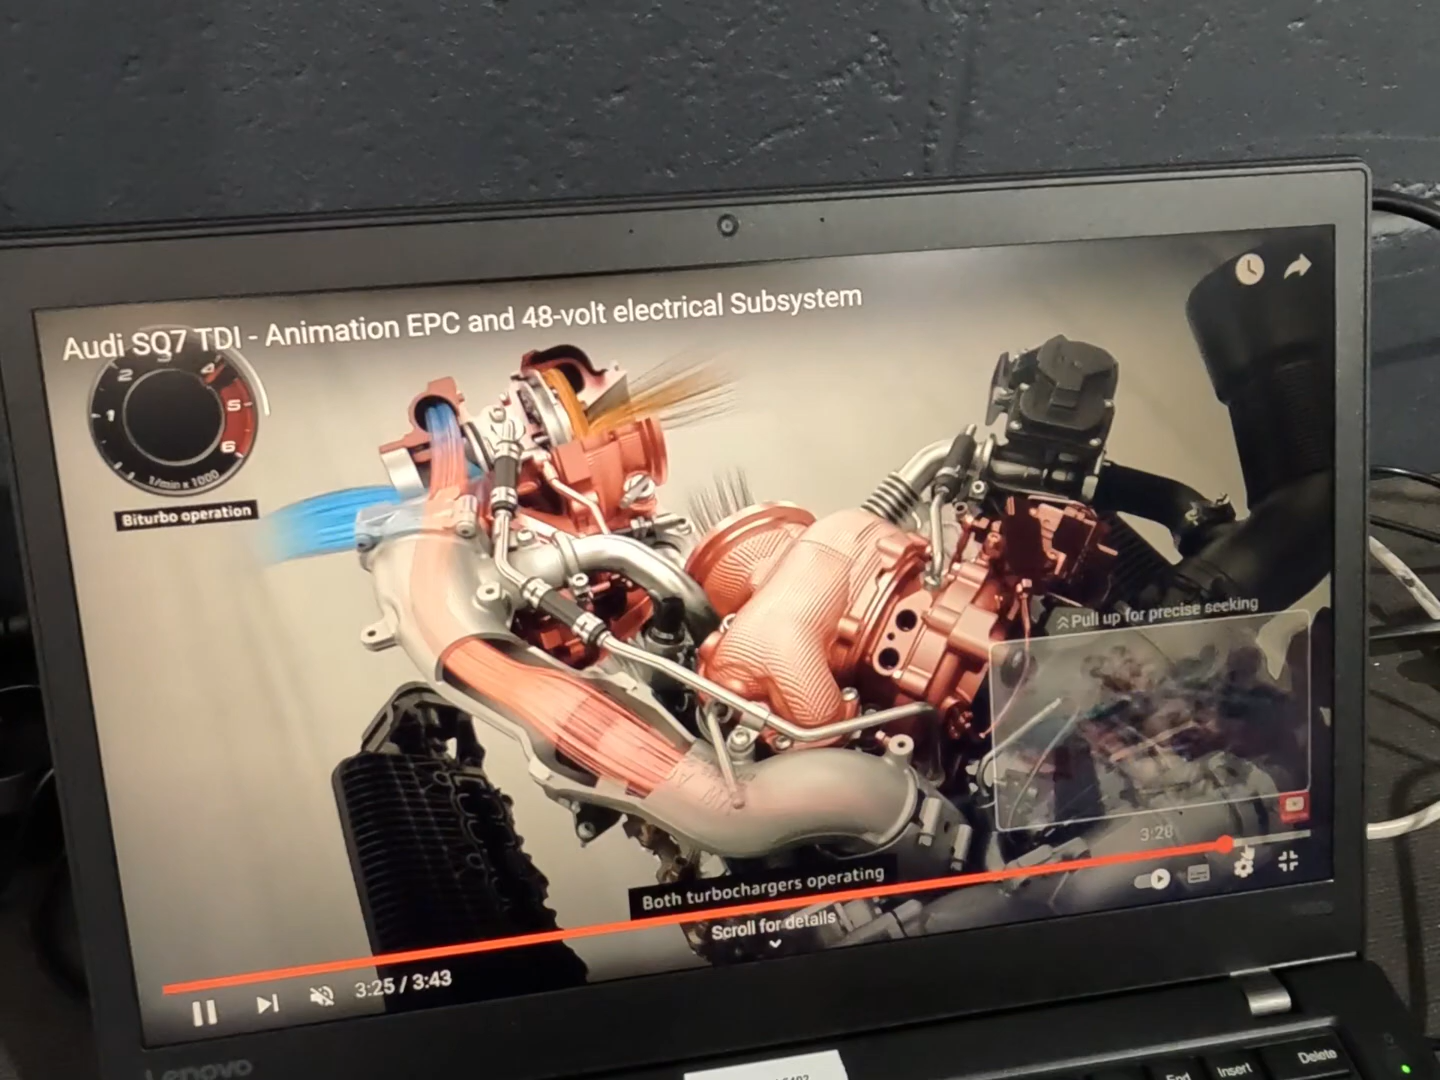 Audi SQ7 TDI - Animation EPC and 48-volt electrical Subsystem
1
2
3
4
5
6
1/min x 1000
Biturbo operation
Pull up for precise seeking
3:28
Both turbochargers operating
Scroll for details
3:25 / 3:43
Lenovo
End
Insert
Delete